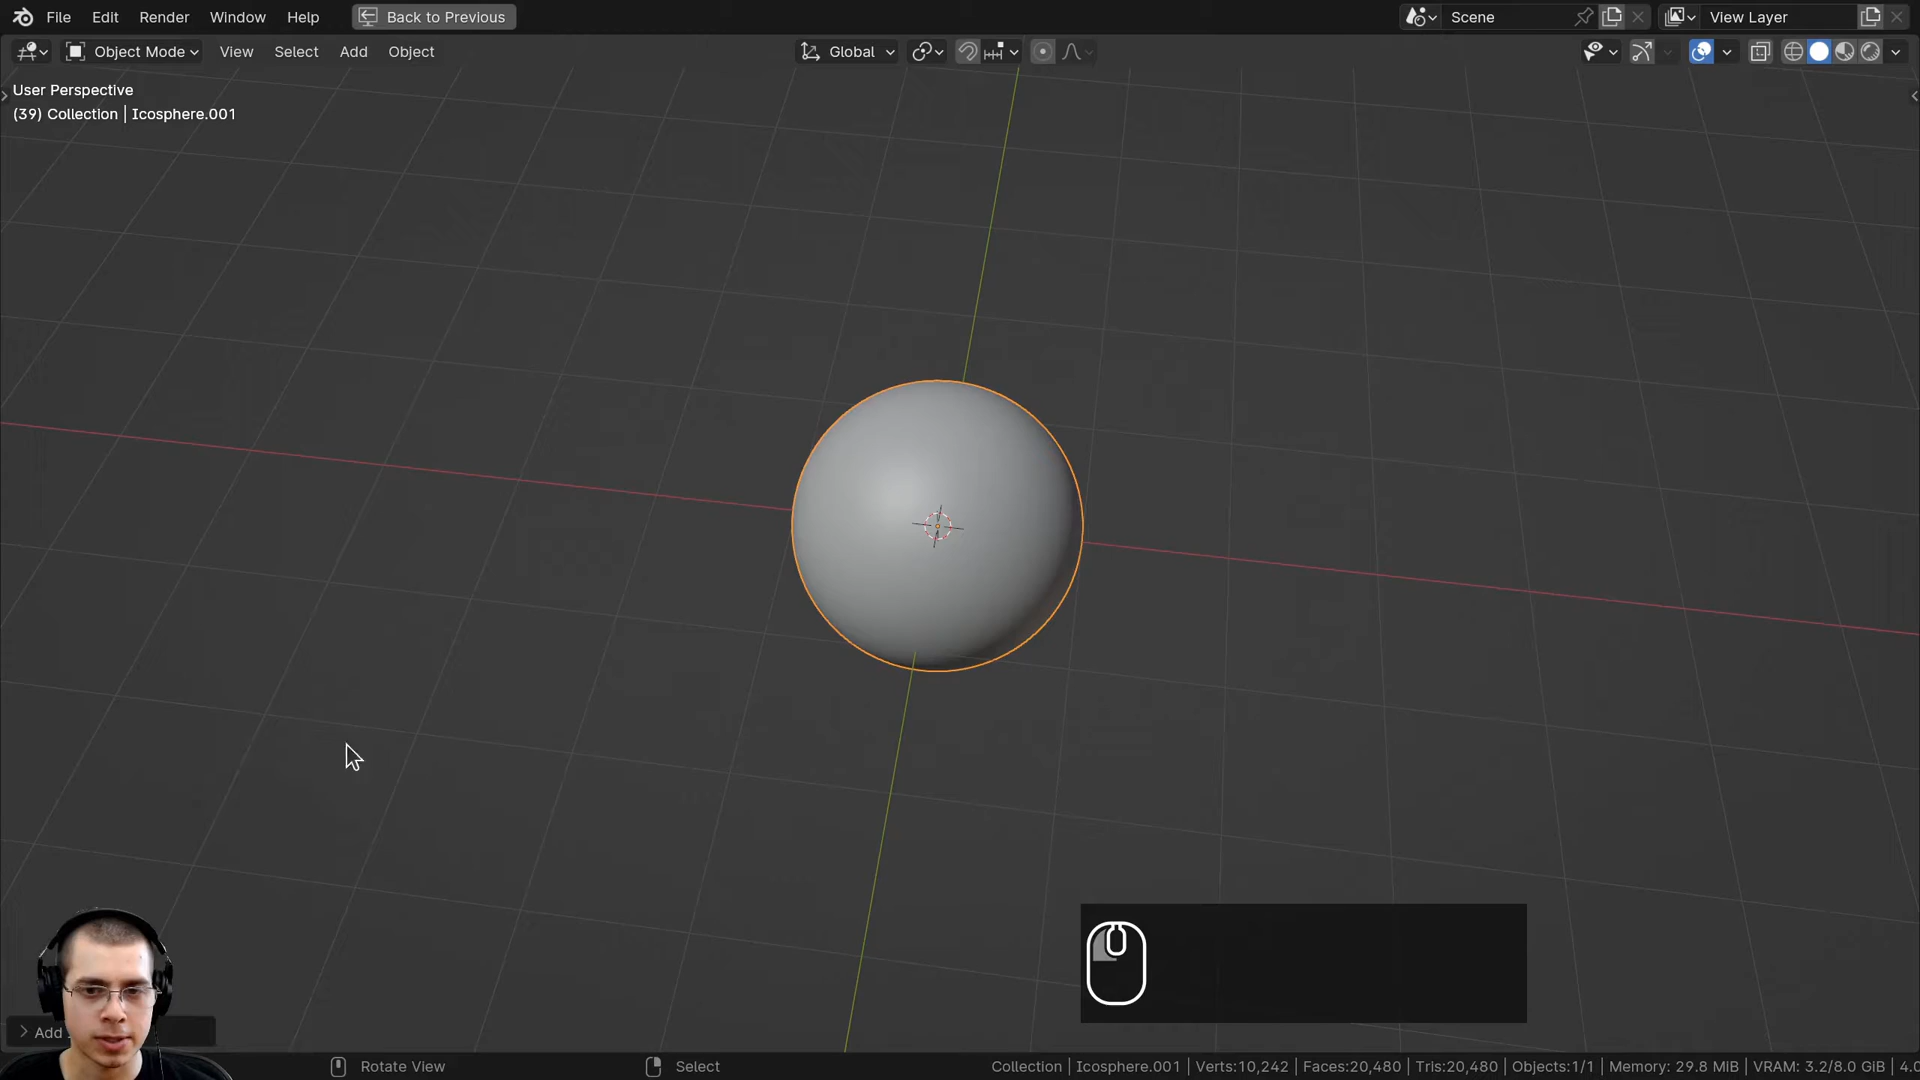 File Edit Render Window Help Back to Previous Scene View Layer
Object Mode View Select Add Object Global
User Perspective
(39) Collection | Icosphere.001
Add
Rotate View Select Collection | Icosphere.001 | Verts:10,242 | Faces:20,480 | Tris:20,480 | Objects:1/1 | Memory: 29.8 MiB | VRAM: 3.2/8.0 GiB | 4.0